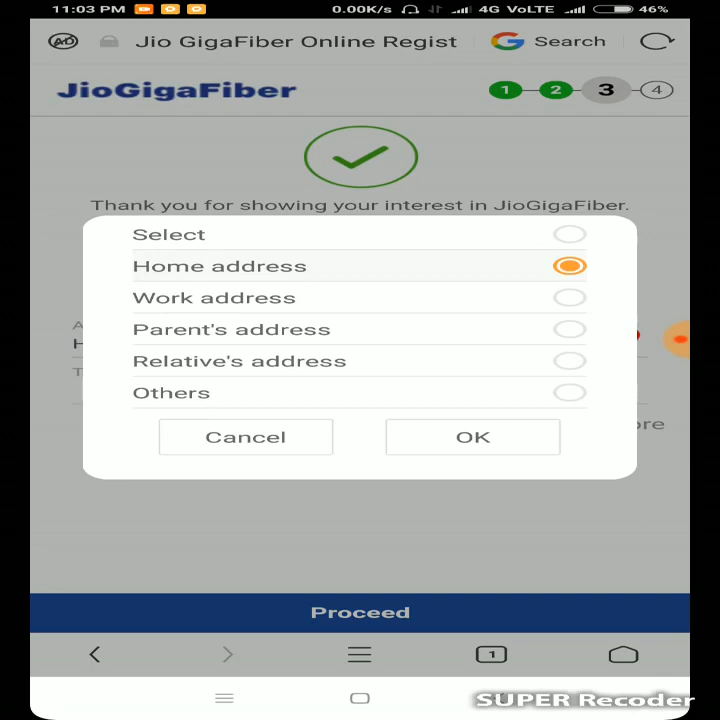 11:03 PM 0.00K/s 4G VoLTE 46%
AD Jio GigaFiber Online Regist Search
JioGigaFiber 1 2 3 4
Thank you for showing your interest in JioGigaFiber.
Select
Home address
Work address
Parent's address
Relative's address
Others
A
H
T
ore
Cancel OK
Proceed
1
SUPER Recoder